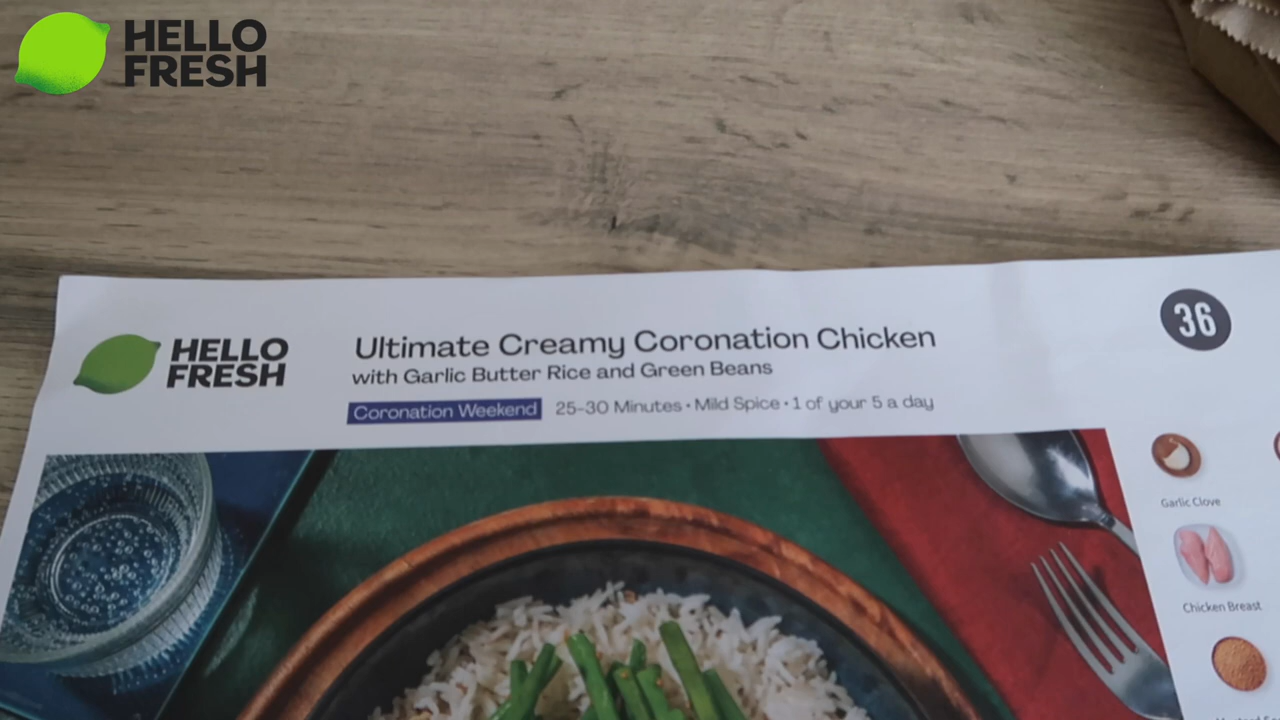 HELLO
FRESH
HELLO
FRESH
Ultimate Creamy Coronation Chicken
with Garlic Butter Rice and Green Beans
Coronation Weekend 25-30 Minutes • Mild Spice • 1 of your 5 a day
36
Garlic Clove
Chicken Breast